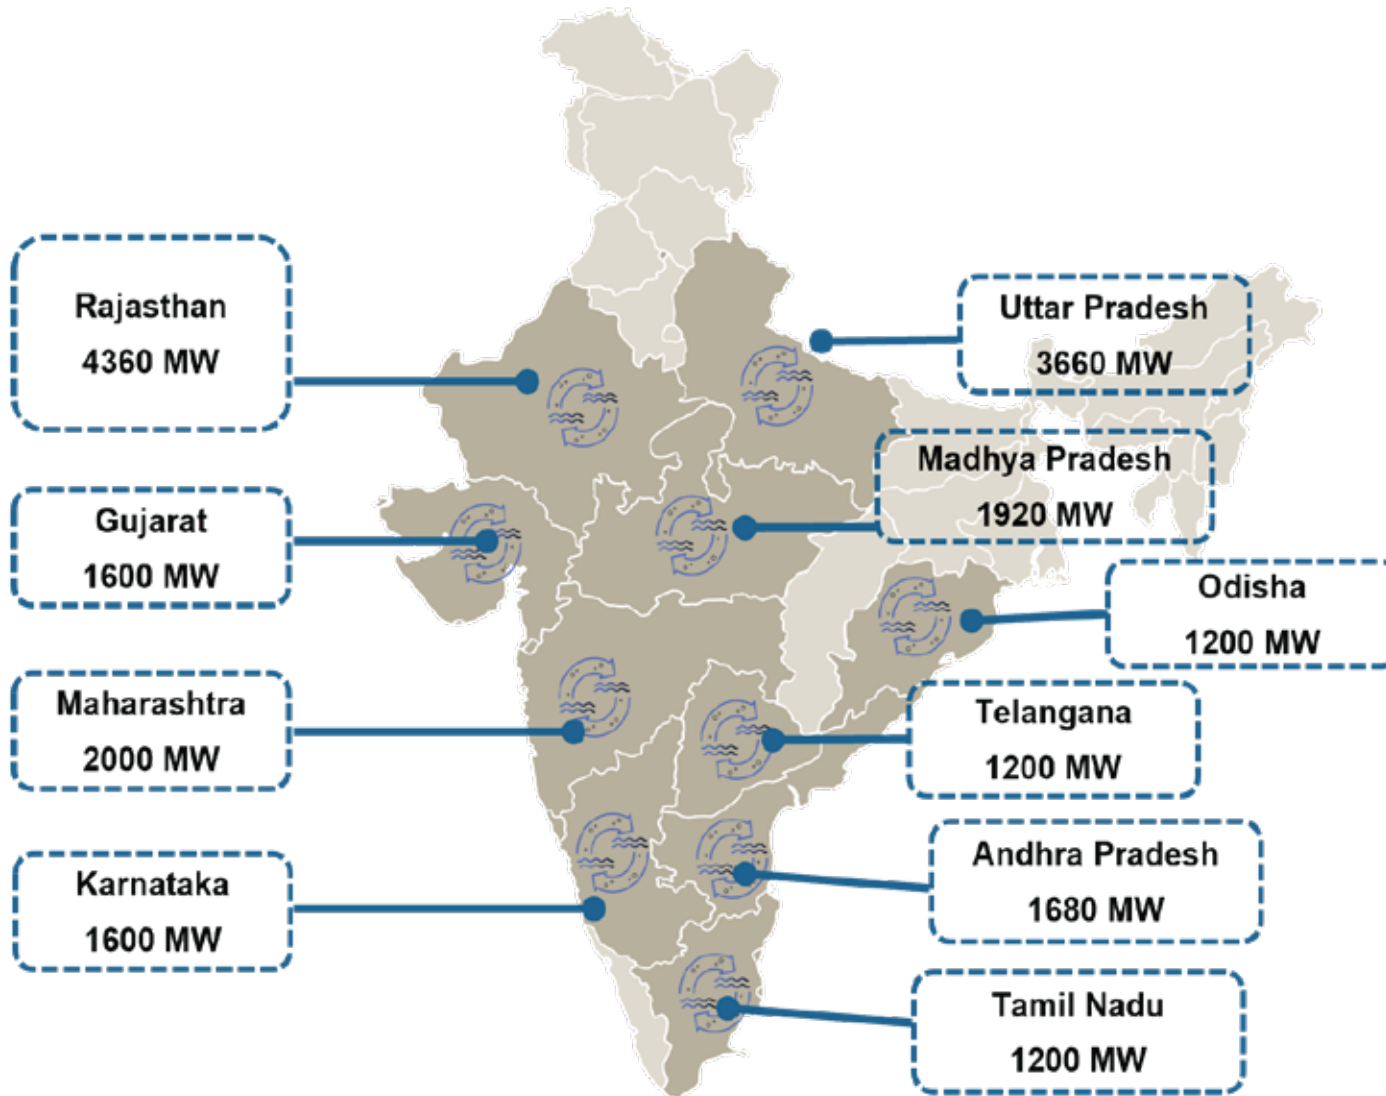 Rajasthan
4360 MW
Gujarat
1600 MW
Maharashtra
2000 MW
Karnataka
1600 MW
Uttar Pradesh
3660 MW
Madhya Pradesh
1920 MW
Odisha
1200 MW
Telangana
1200 MW
Andhra Pradesh
1680 MW
Tamil Nadu
1200 MW